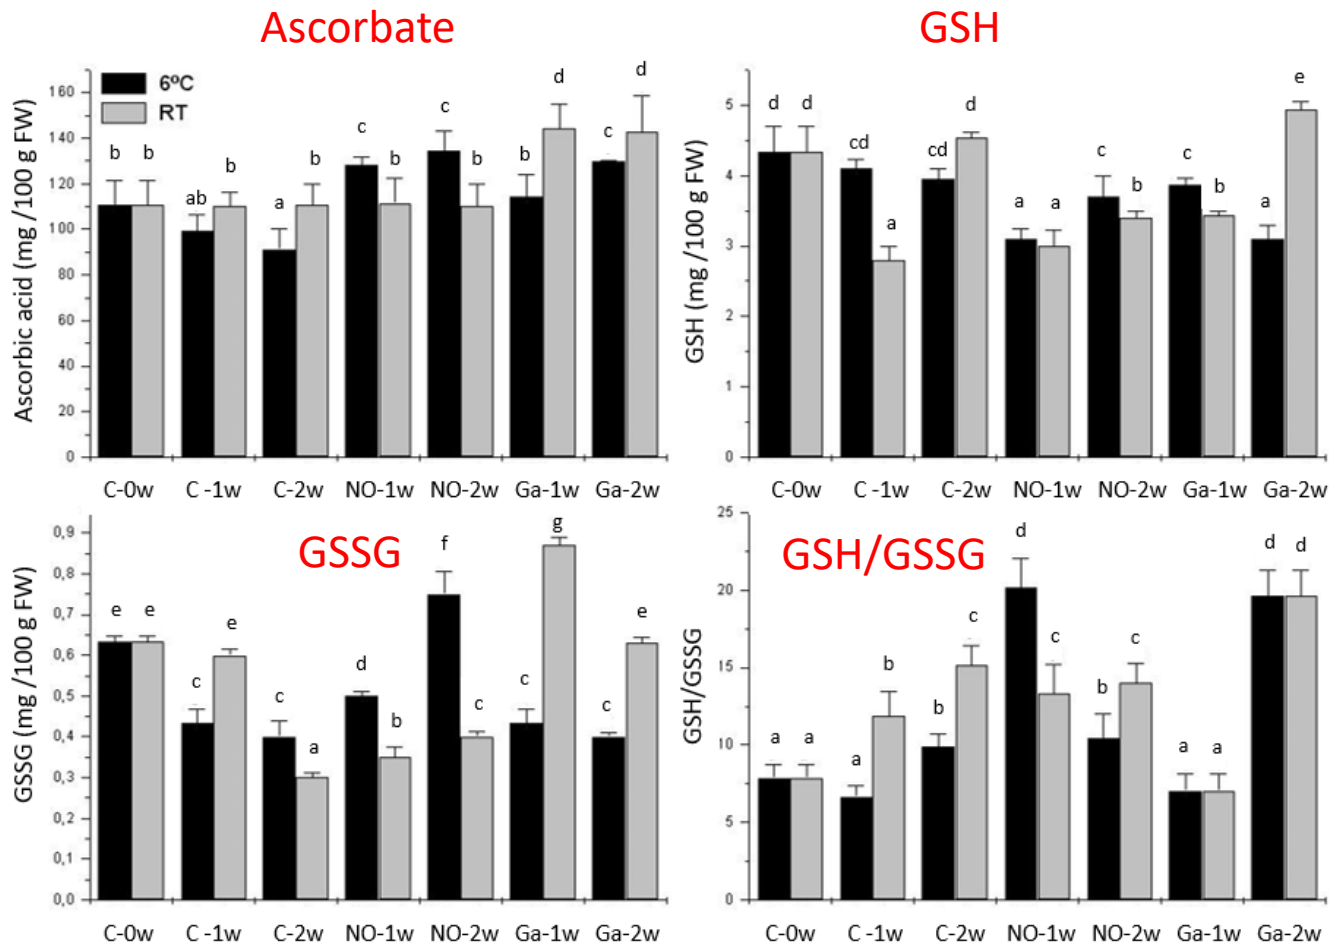 Ascorbate
GSH
6ºC
RT
Ascorbic acid (mg /100 g FW)
160
140
120
100
80
60
40
20
0
b b ab b a b c b c b b d c d
C-0w C -1w C-2w NO-1w NO-2w Ga-1w Ga-2w
GSH (mg /100 g FW)
5
4
3
2
1
0
d d cd a cd d a a c b c b a e
C-0w C -1w C-2w NO-1w NO-2w Ga-1w Ga-2w
GSSG
GSH/GSSG
GSSG (mg /100 g FW)
0,9
0,8
0,7
0,6
0,5
0,4
0,3
0,2
0,1
0,0
e e c e c a d b f c c g c e
C-0w C -1w C-2w NO-1w NO-2w Ga-1w Ga-2w
GSH/GSSG
25
20
15
10
5
0
a a a b b c d c b c a a d d
C-0w C -1w C-2w NO-1w NO-2w Ga-1w Ga-2w